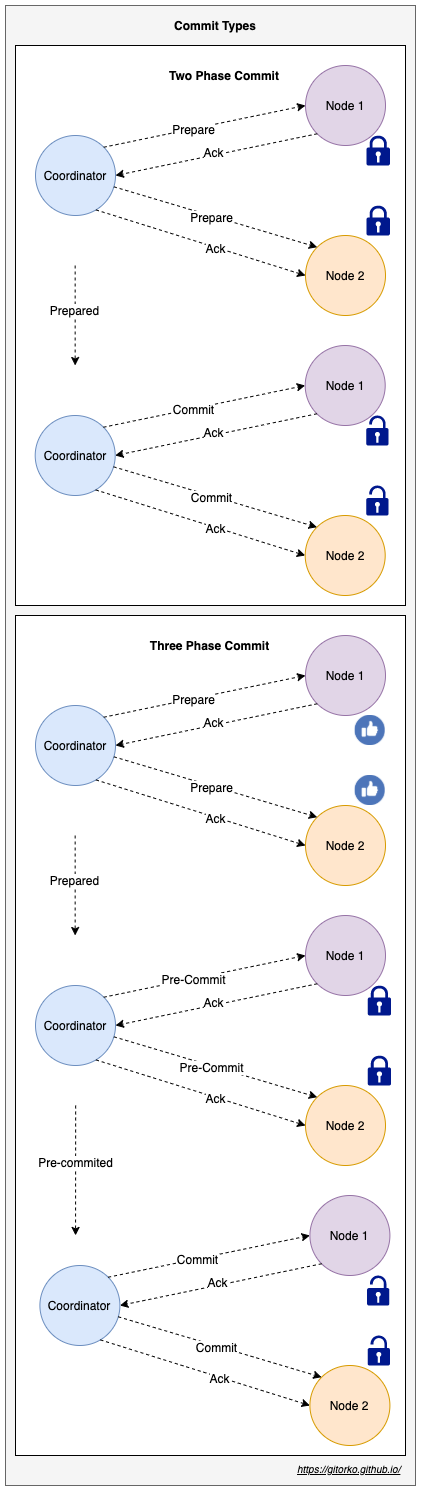 Commit Types
Two Phase Commit
Node 1
Prepare
Ack
Coordinator
Prepare
Ack
Node 2
Prepared
Node 1
Commit
Ack
Coordinator
Commit
Ack
Node 2
Three Phase Commit
Node 1
Prepare
Ack
Coordinator
Prepare
Ack
Node 2
Prepared
Node 1
Pre-Commit
Ack
Coordinator
Pre-Commit
Ack
Node 2
Pre-commited
Node 1
Commit
Ack
Coordinator
Commit
Ack
Node 2
https://gitorko.github.io/